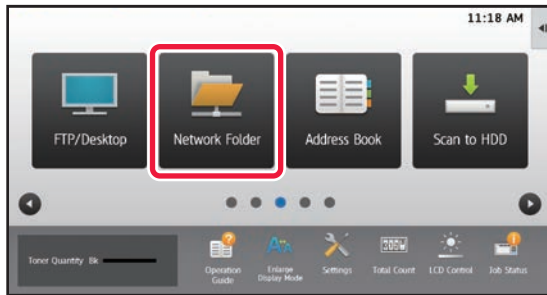 11:18 AM
FTP/Desktop
Network Folder
Address Book
Scan to HDD
Toner Quantity Bk
Operation
Guide
Enlarge
Display Mode
Settings
Total Count
LCD Control
Job Status